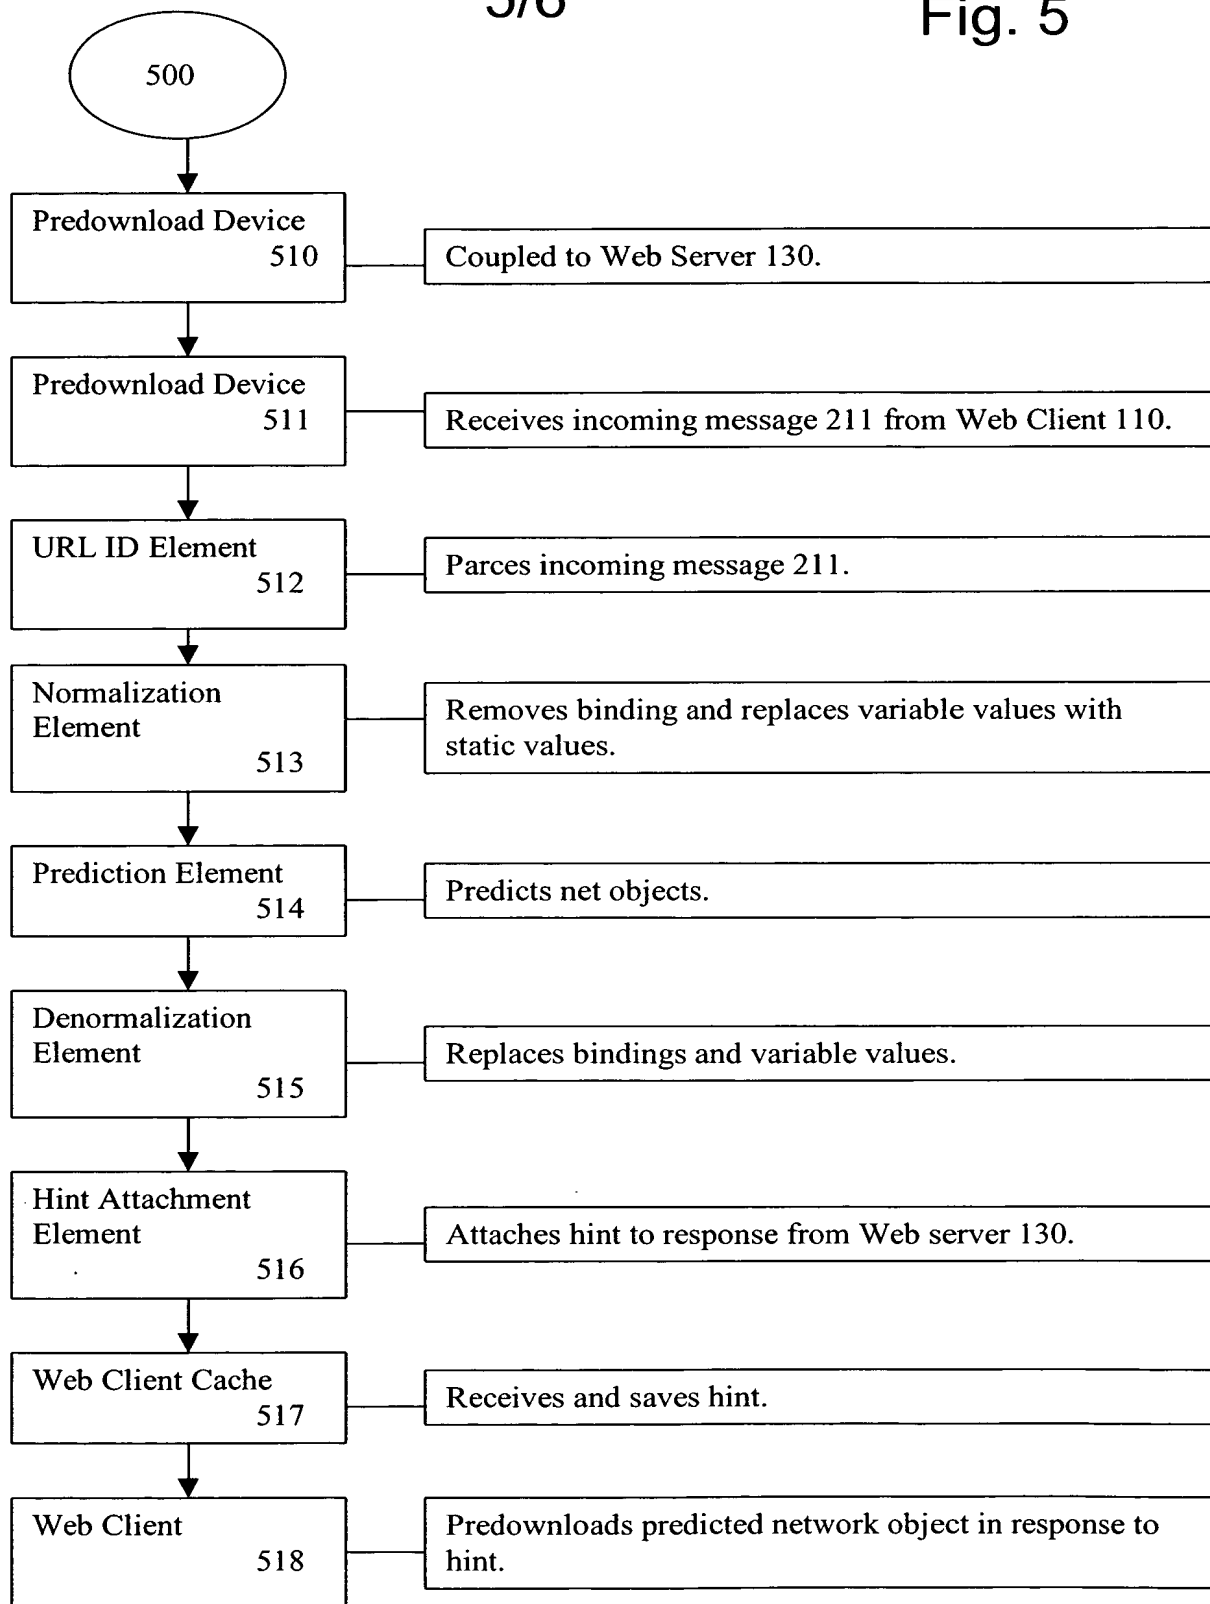 5/6
Fig. 5
500
Predownload Device
510
Coupled to Web Server 130.
Predownload Device
511
Receives incoming message 211 from Web Client 110.
URL ID Element
512
Parces incoming message 211.
Normalization
Element
513
Removes binding and replaces variable values with
static values.
Prediction Element
514
Predicts net objects.
Denormalization
Element
515
Replaces bindings and variable values.
Hint Attachment
Element
516
Attaches hint to response from Web server 130.
Web Client Cache
517
Receives and saves hint.
Web Client
518
Predownloads predicted network object in response to
hint.